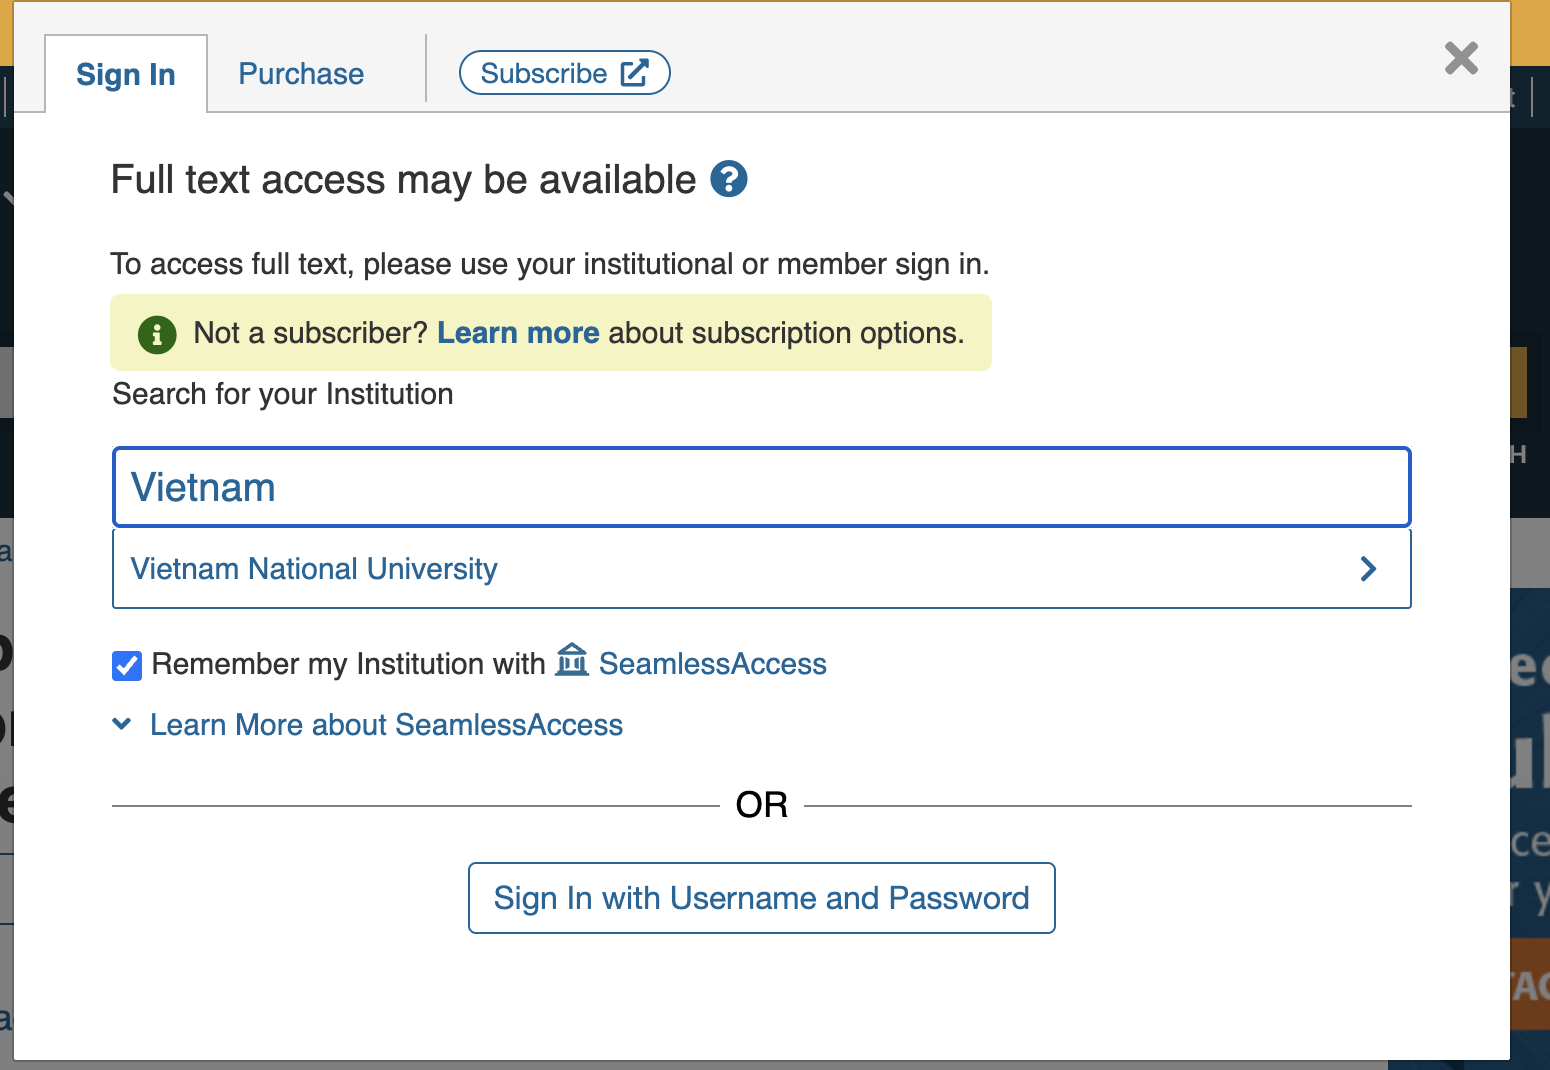 Sign In
Purchase
Subscribe
Full text access may be available
To access full text, please use your institutional or member sign in.
Not a subscriber? Learn more about subscription options.
Search for your Institution
Vietnam
Vietnam National University
Remember my Institution with SeamlessAccess
Learn More about SeamlessAccess
OR
Sign In with Username and Password